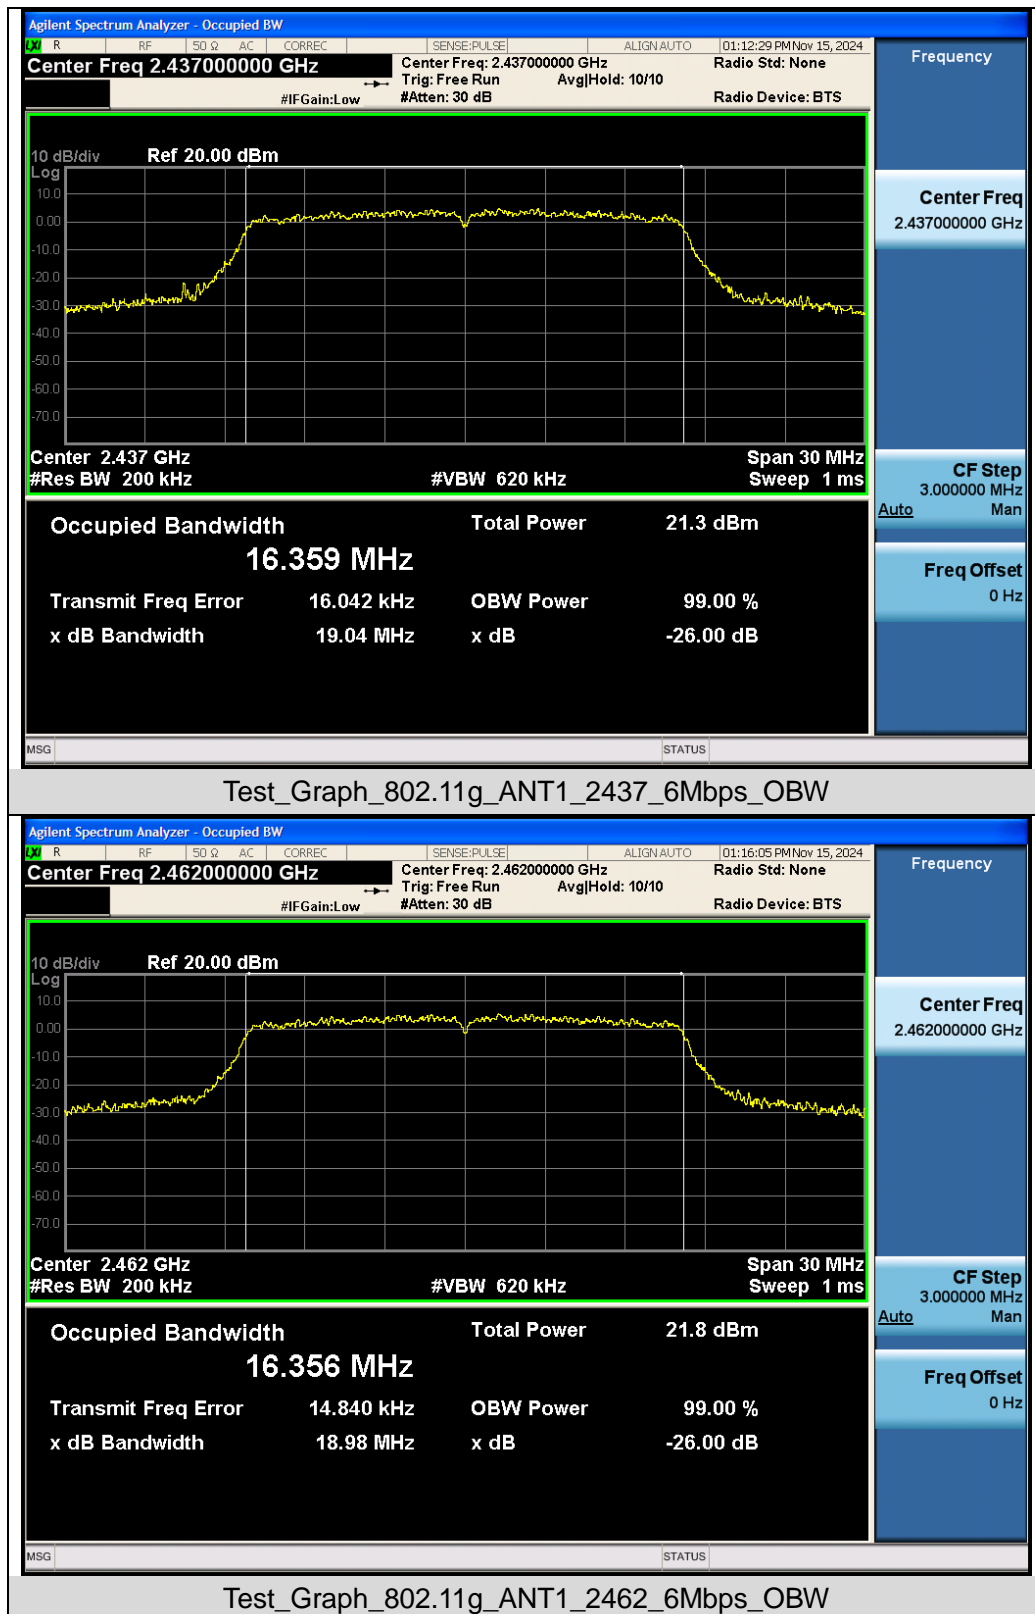 Agilent Spectrum Analyzer - Occupied BW
LXI R RF 50 Ω AC CORREC SENSE:PULSE ALIGN AUTO 01:12:29 PM Nov 15, 2024
Center Freq 2.437000000 GHz Center Freq: 2.437000000 GHz Radio Std: None
Trig: Free Run Avg|Hold: 10/10
#IFGain:Low #Atten: 30 dB Radio Device: BTS
Frequency
10 dB/div Ref 20.00 dBm
Log
10.0
0.00
-10.0
-20.0
-30.0
-40.0
-50.0
-60.0
-70.0
Center Freq
2.437000000 GHz
Center 2.437 GHz Span 30 MHz
#Res BW 200 kHz #VBW 620 kHz Sweep 1 ms
CF Step
3.000000 MHz
Auto Man
Occupied Bandwidth Total Power 21.3 dBm
16.359 MHz
Freq Offset
0 Hz
Transmit Freq Error 16.042 kHz OBW Power 99.00 %
x dB Bandwidth 19.04 MHz x dB -26.00 dB
MSG STATUS
Test_Graph_802.11g_ANT1_2437_6Mbps_OBW
Agilent Spectrum Analyzer - Occupied BW
LXI R RF 50 Ω AC CORREC SENSE:PULSE ALIGN AUTO 01:16:05 PM Nov 15, 2024
Center Freq 2.462000000 GHz Center Freq: 2.462000000 GHz Radio Std: None
Trig: Free Run Avg|Hold: 10/10
#IFGain:Low #Atten: 30 dB Radio Device: BTS
Frequency
10 dB/div Ref 20.00 dBm
Log
10.0
0.00
-10.0
-20.0
-30.0
-40.0
-50.0
-60.0
-70.0
Center Freq
2.462000000 GHz
Center 2.462 GHz Span 30 MHz
#Res BW 200 kHz #VBW 620 kHz Sweep 1 ms
CF Step
3.000000 MHz
Auto Man
Occupied Bandwidth Total Power 21.8 dBm
16.356 MHz
Freq Offset
0 Hz
Transmit Freq Error 14.840 kHz OBW Power 99.00 %
x dB Bandwidth 18.98 MHz x dB -26.00 dB
MSG STATUS
Test_Graph_802.11g_ANT1_2462_6Mbps_OBW